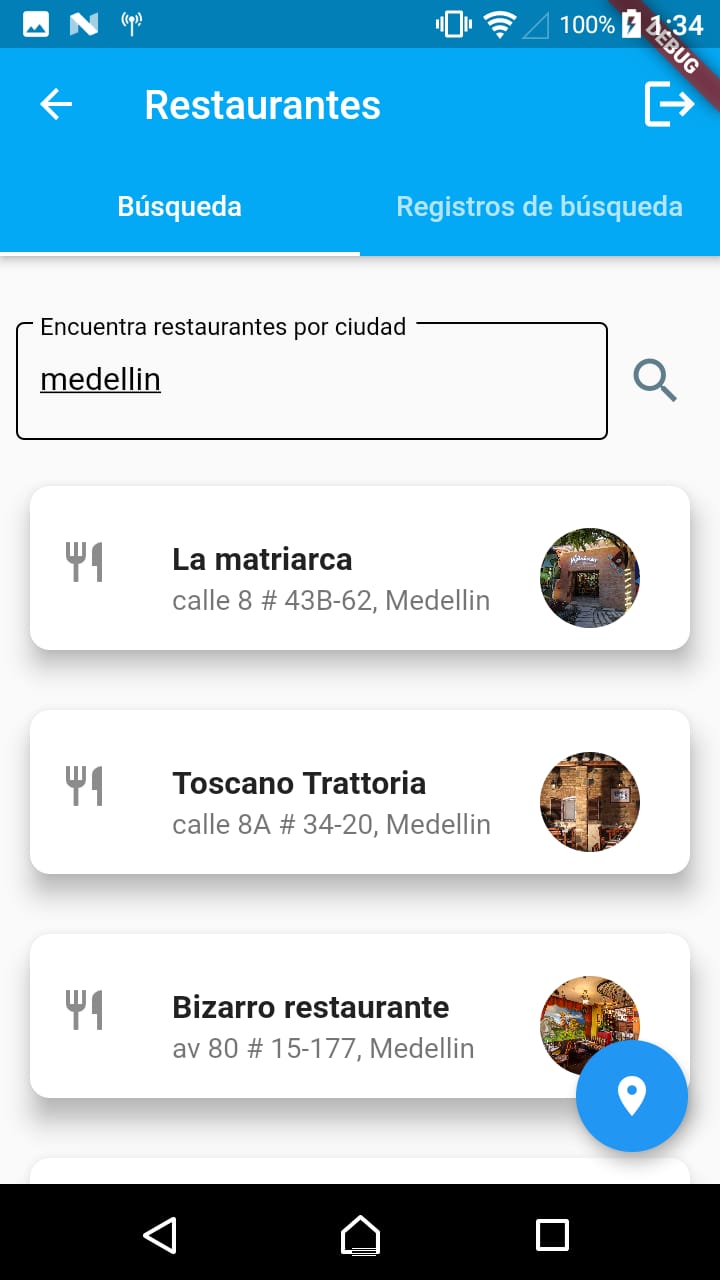 100% 1:34
DEBUG
Restaurantes
Búsqueda
Registros de búsqueda
Encuentra restaurantes por ciudad
medellin
La matriarca
calle 8 # 43B-62, Medellin
Toscano Trattoria
calle 8A # 34-20, Medellin
Bizarro restaurante
av 80 # 15-177, Medellin